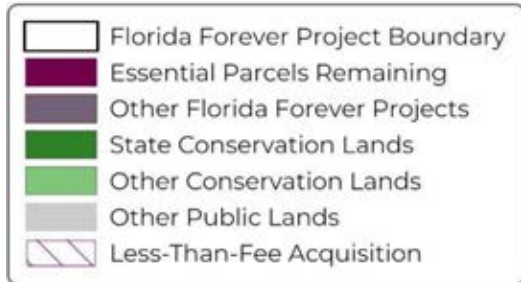 Florida Forever Project Boundary
Essential Parcels Remaining
Other Florida Forever Projects
State Conservation Lands
Other Conservation Lands
Other Public Lands
Less-Than-Fee Acquisition